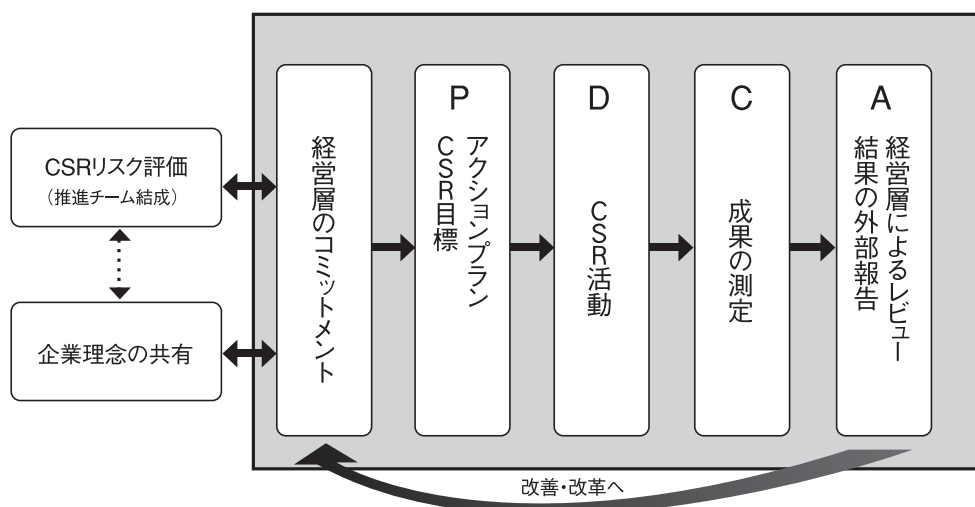 CSRリスク評価
(推進チーム結成)
企業理念の共有
経営層のコミットメント
P
アクションプラン
CSR目標
D
CSR活動
C
成果の測定
A
経営層によるレビュー
結果の外部報告
改善・改革へ